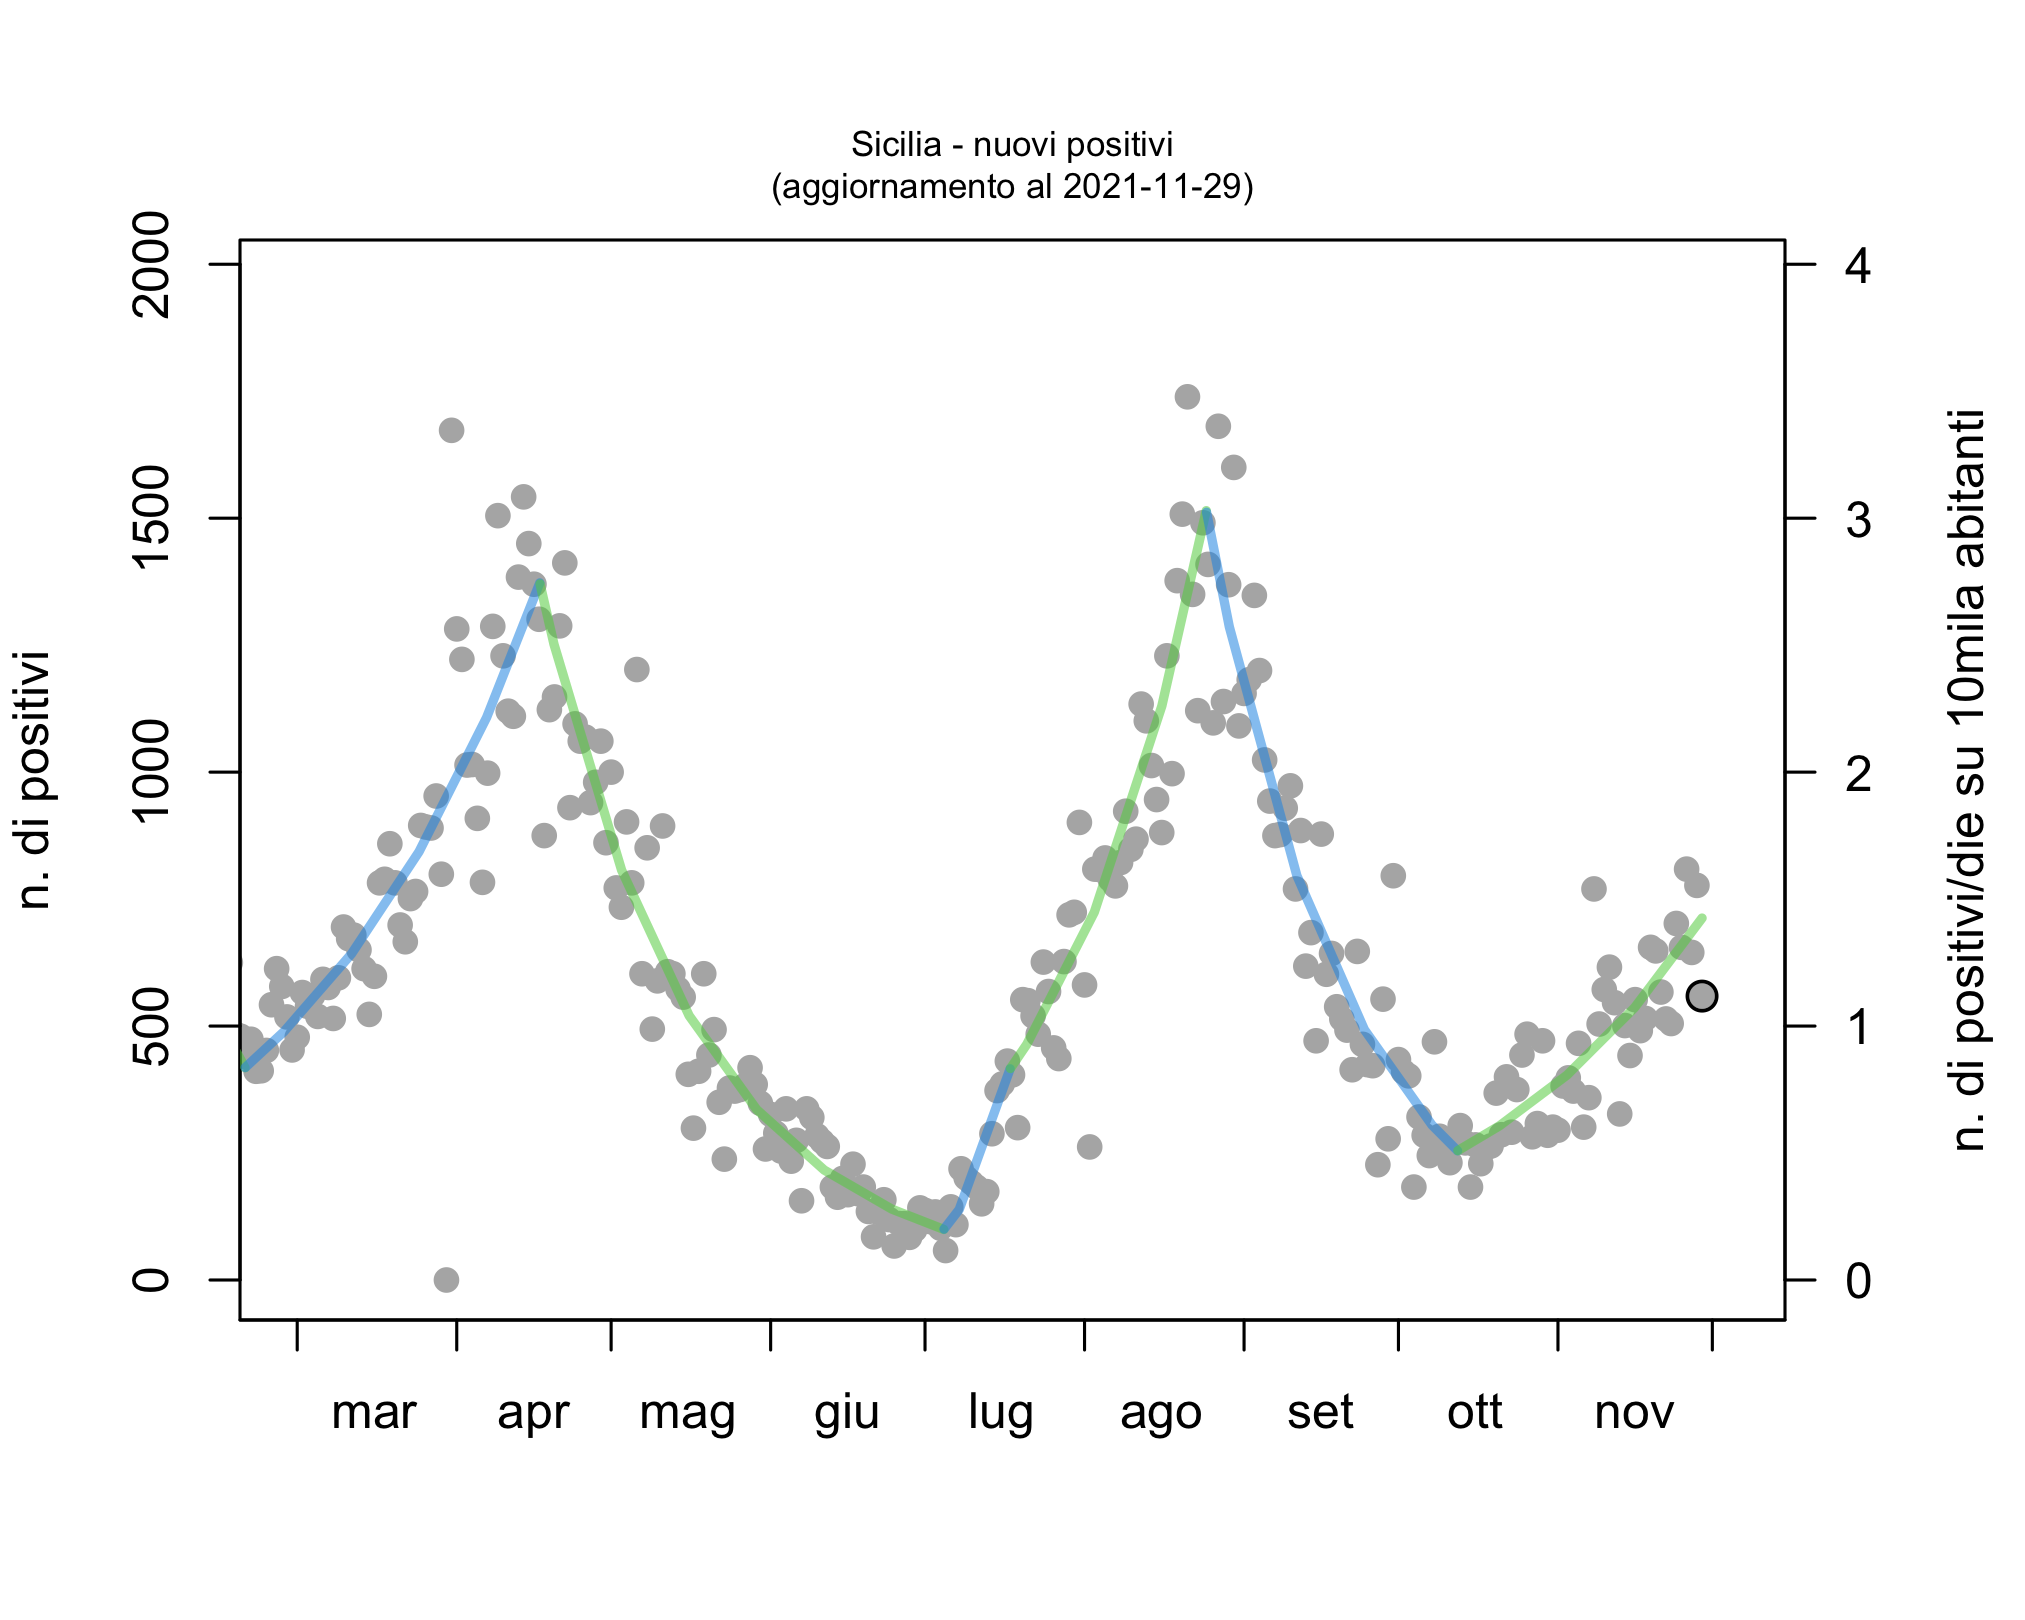 Sicilia - nuovi positivi
(aggiornamento al 2021-11-29)
n. di positivi
2000
1500
1000
500
0
4
3
2
1
0
n. di positivi/die su 10mila abitanti
mar apr mag giu lug ago set ott nov